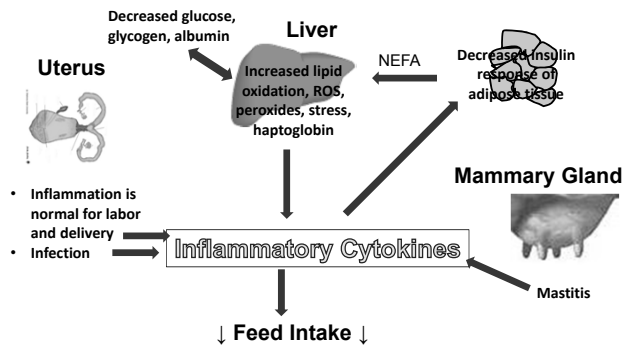 Decreased glucose,
glycogen, albumin
Liver
Uterus
Increased lipid
oxidation, ROS,
peroxides, stress,
haptoglobin
NEFA
Decreased insulin
response of
adipose tissue
Mammary Gland
• Inflammation is
normal for labor
and delivery
• Infection
Inflammatory Cytokines
Mastitis
↓ Feed Intake ↓